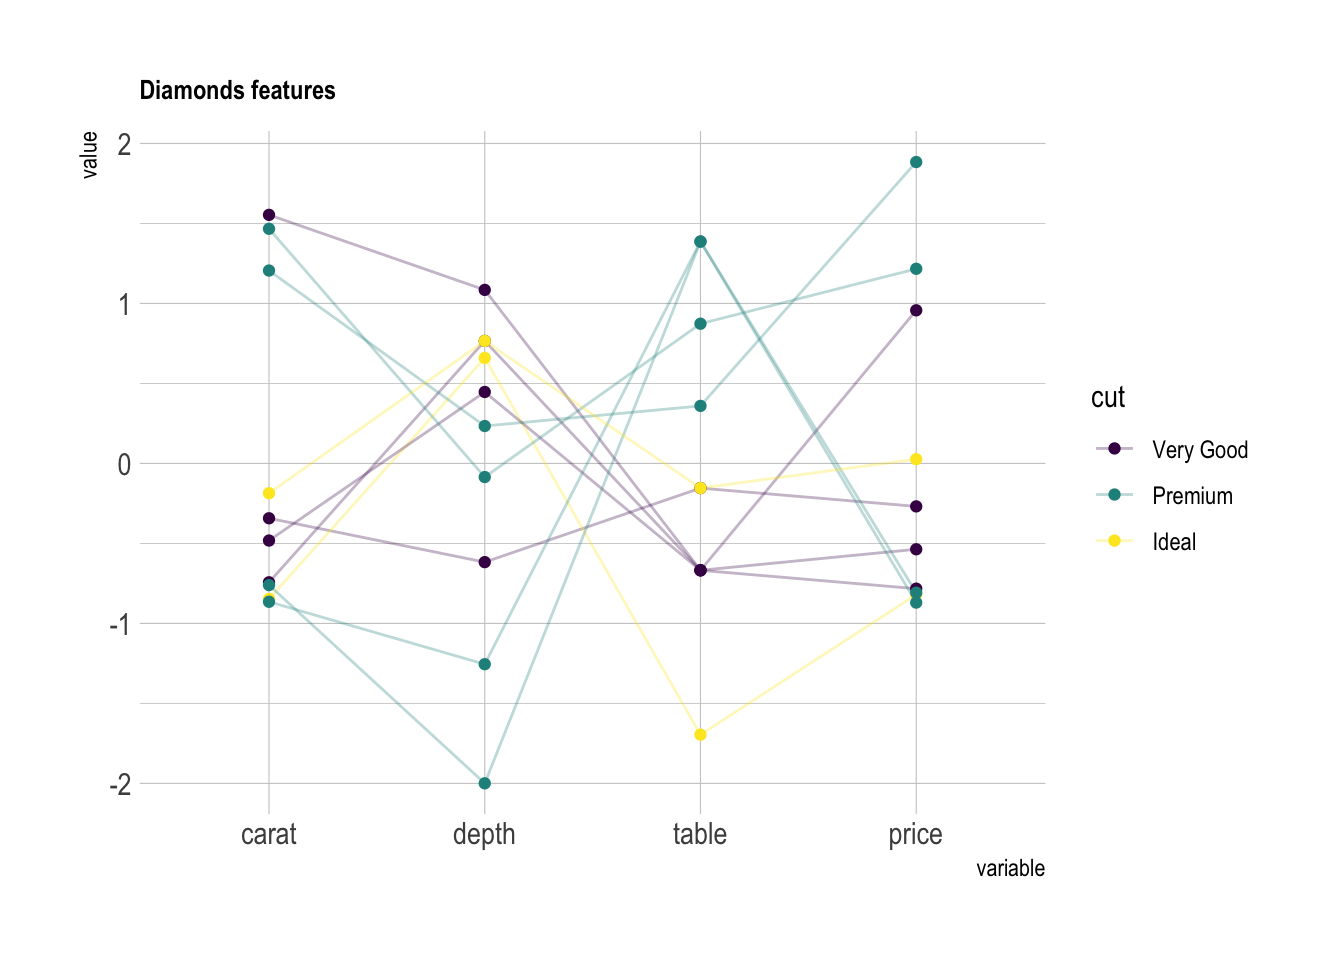 Diamonds features
value
2
1
0
-1
-2
carat
depth
table
price
variable
cut
Very Good
Premium
Ideal